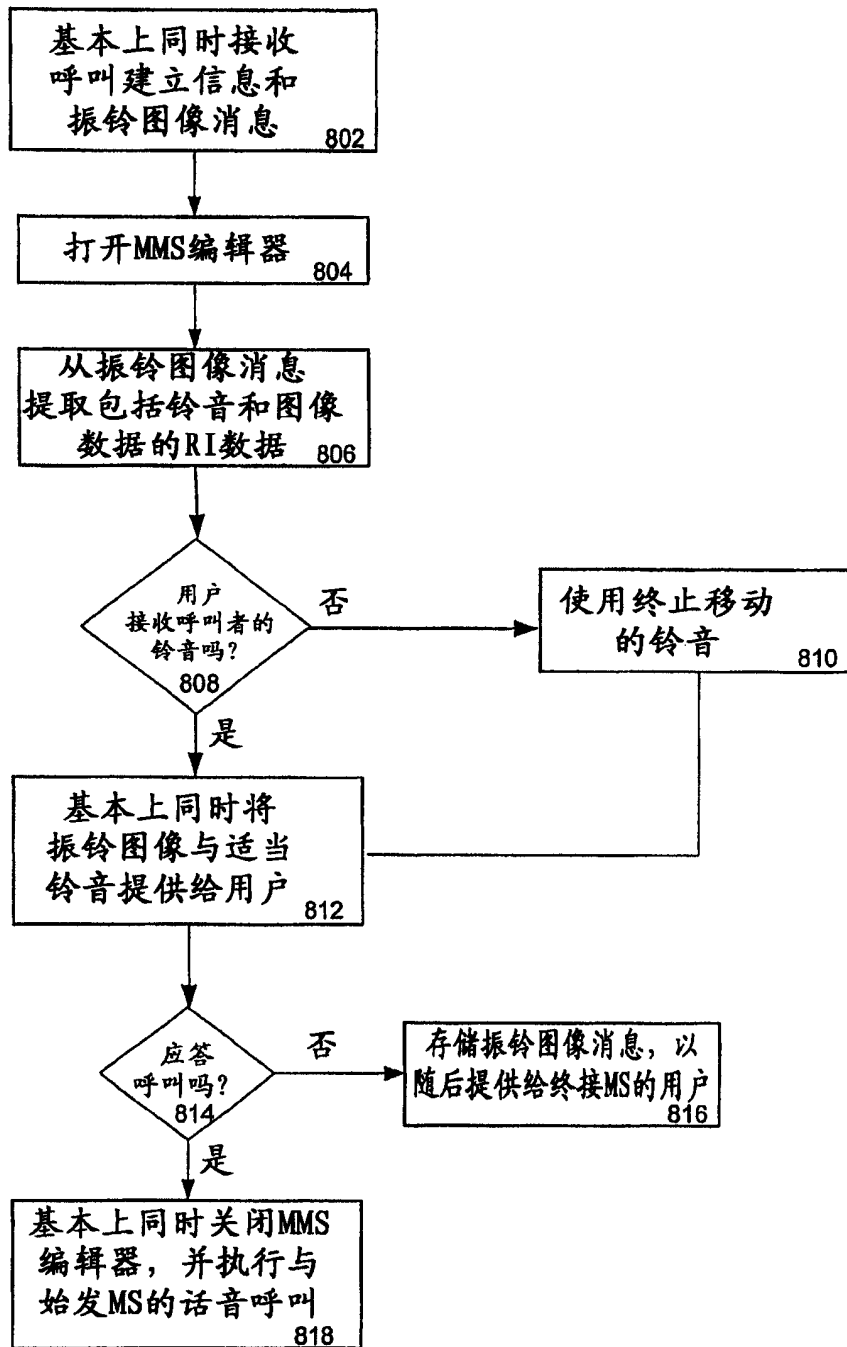 基本上同时接收
呼叫建立信息和
振铃图像消息
802
打开MMS编辑器
804
从振铃图像消息
提取包括铃音和图像
数据的RI数据
806
用户
接收呼叫者的
铃音吗?
808
否
使用终止移动
的铃音
810
是
基本上同时将
振铃图像与适当
铃音提供给用户
812
应答
呼叫吗?
814
否
存储振铃图像消息, 以
随后提供给终接MS的用户
816
是
基本上同时关闭MMS
编辑器, 并执行与
始发MS的话音呼叫
818